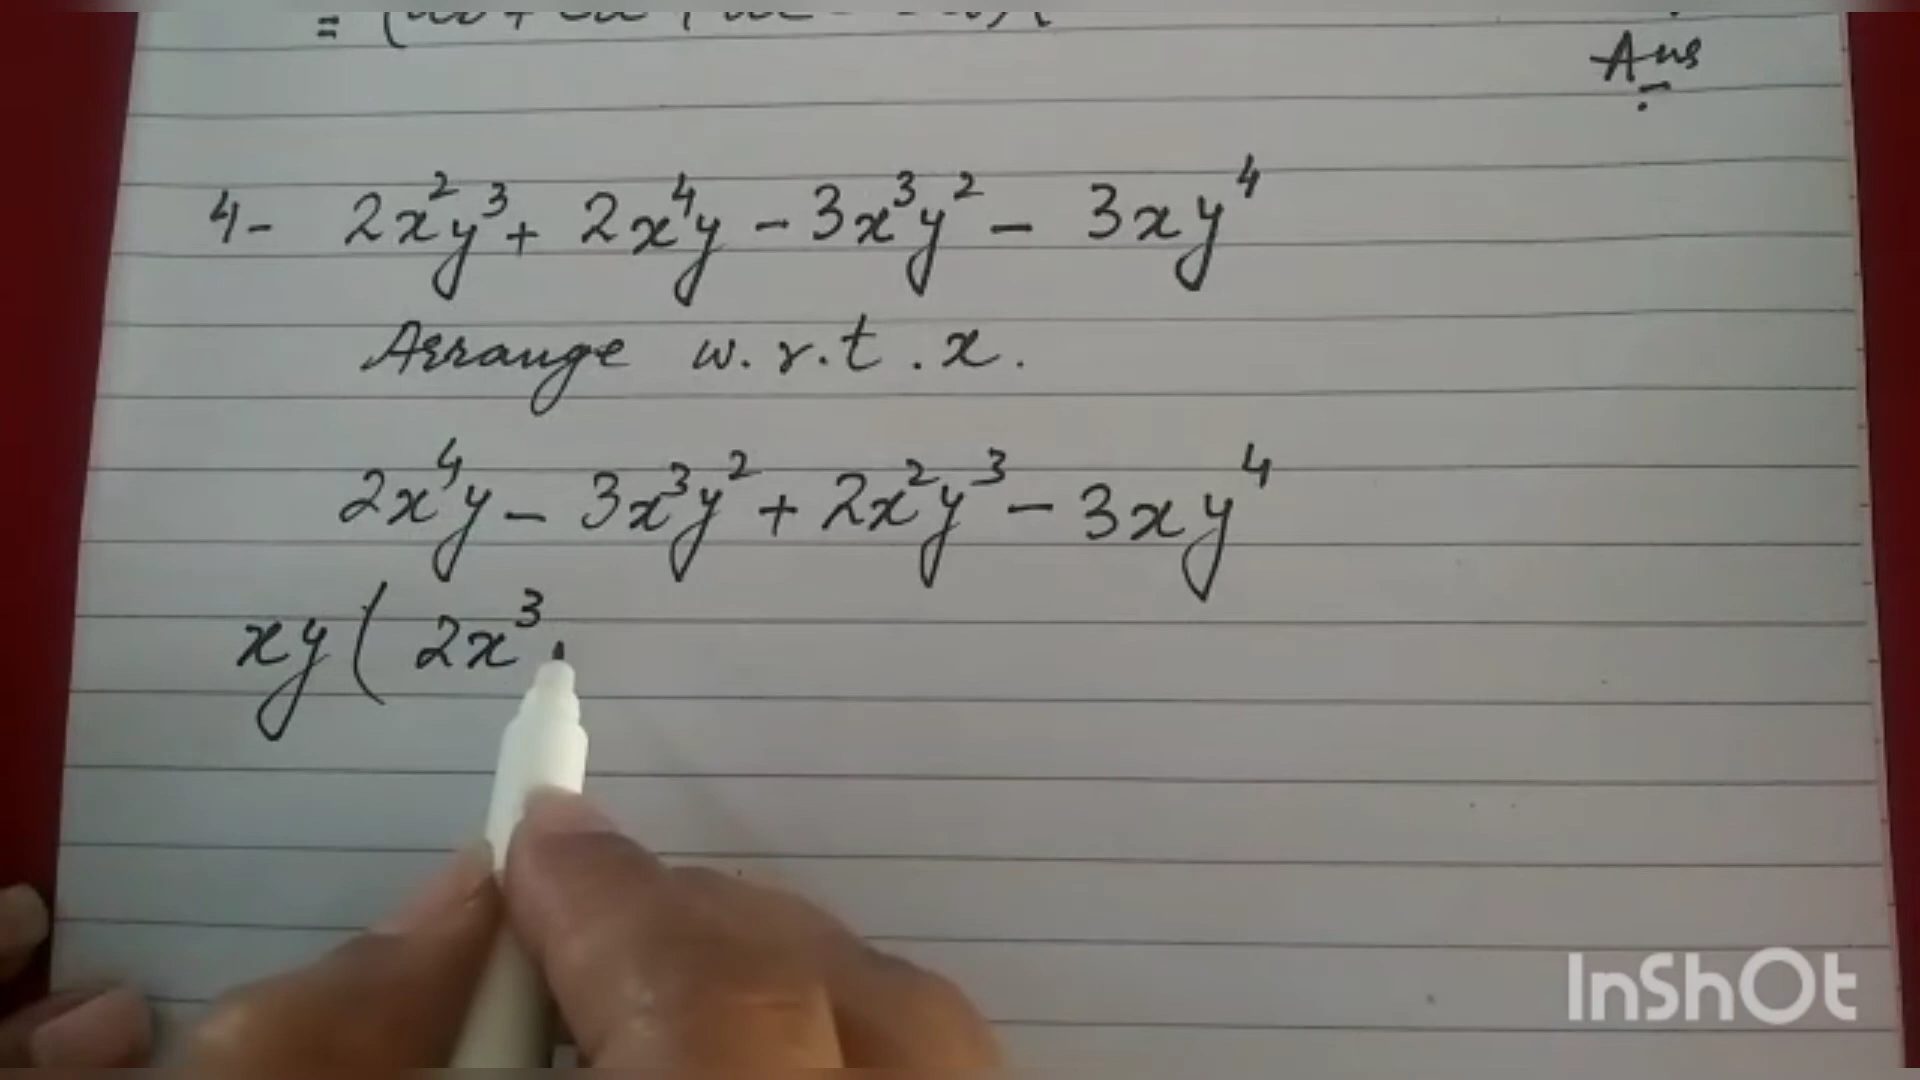 Ans
4- 2x²y³ + 2x⁴y - 3x³y² - 3xy⁴
Arrange w.r.t. x.
2x⁴y - 3x³y² + 2x²y³ - 3xy⁴
xy( 2x³
InShOt